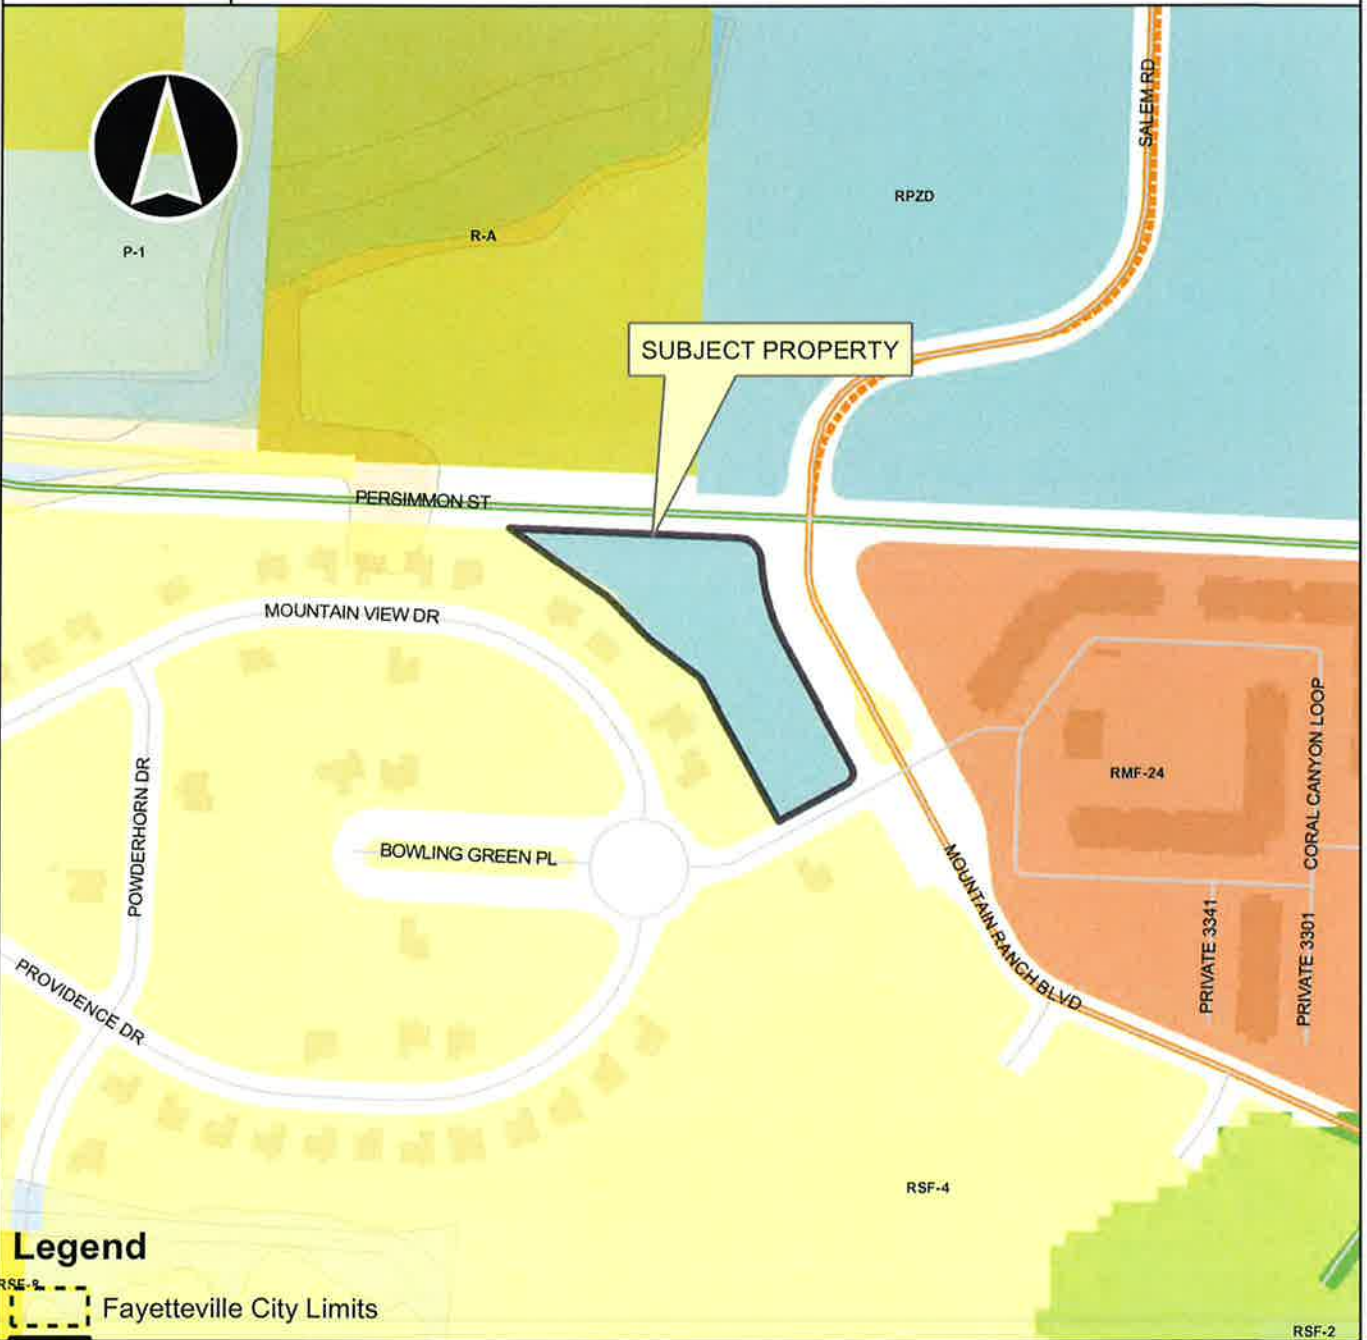 SALEM RD
RPZD
R-A
P-1
SUBJECT PROPERTY
PERSIMMON ST
MOUNTAIN VIEW DR
POWDERHORN DR
BOWLING GREEN PL
RMF-24
CORAL CANYON LOOP
MOUNTAIN RANCH BLVD
PRIVATE 3341
PRIVATE 3301
PROVIDENCE DR
RSF-4
Legend
RSF-8
Fayetteville City Limits
RSF-2